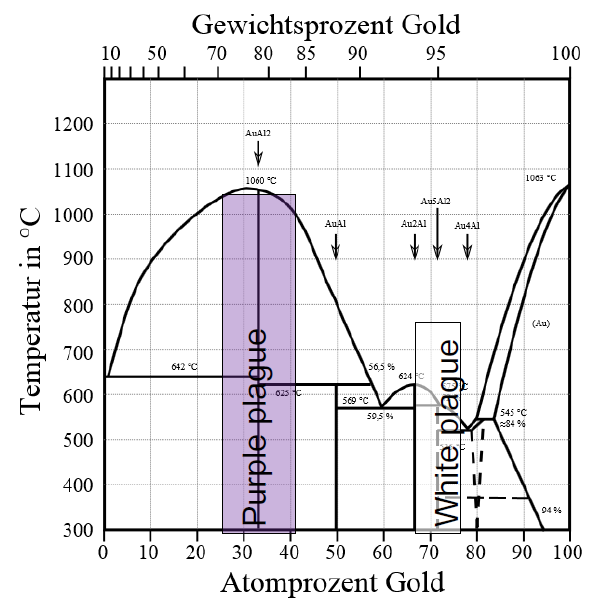 Gewichtsprozent Gold
10 50 70 80 85 90 95 100
AuAl2
1060 °C
1063 °C
Au5Al2
AuAl Au2Al Au4Al
(Au)
642 °C
56,5 %
624 °C
625 °C
569 °C
59,5 %
545 °C
≈84 %
94 %
Purple plague
White plague
Temperatur in °C
1200
1100
1000
900
800
700
600
500
400
300
0 10 20 30 40 50 60 70 80 90 100
Atomprozent Gold